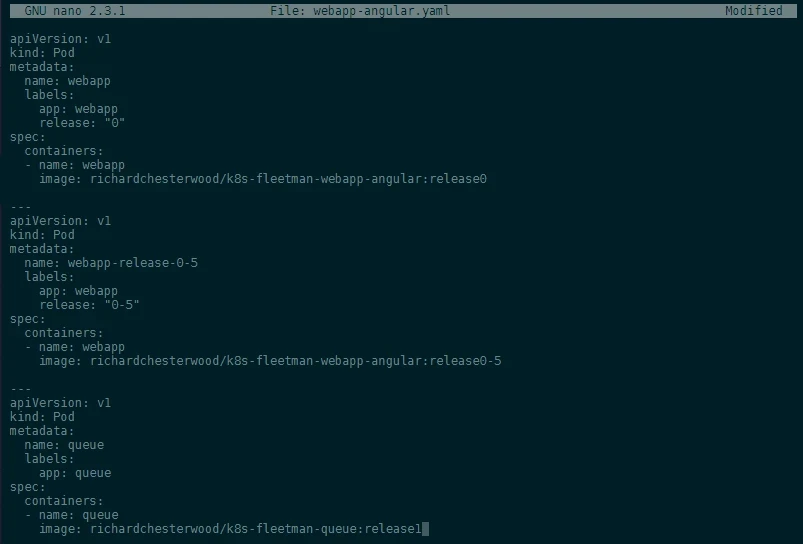 GNU nano 2.3.1 File: webapp-angular.yaml Modified
apiVersion: v1
kind: Pod
metadata:
  name: webapp
  labels:
    app: webapp
    release: "0"
spec:
  containers:
  - name: webapp
    image: richardchesterwood/k8s-fleetman-webapp-angular:release0
---
apiVersion: v1
kind: Pod
metadata:
  name: webapp-release-0-5
  labels:
    app: webapp
    release: "0-5"
spec:
  containers:
  - name: webapp
    image: richardchesterwood/k8s-fleetman-webapp-angular:release0-5
---
apiVersion: v1
kind: Pod
metadata:
  name: queue
  labels:
    app: queue
spec:
  containers:
  - name: queue
    image: richardchesterwood/k8s-fleetman-queue:release1